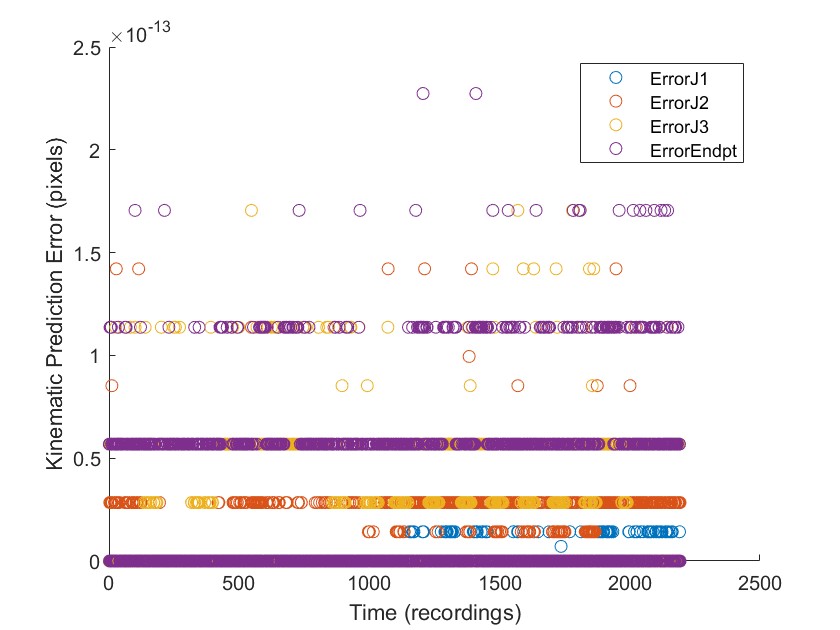 ×10^-13
2.5
2
1.5
1
0.5
0
0 500 1000 1500 2000 2500
Kinematic Prediction Error (pixels)
Time (recordings)
ErrorJ1
ErrorJ2
ErrorJ3
ErrorEndpt